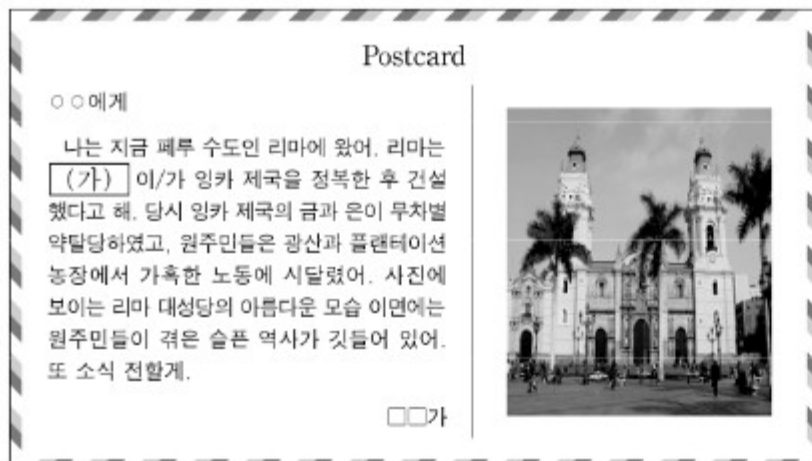 Postcard
○○에게
나는 지금 페루 수도인 리마에 왔어. 리마는
(가) 이/가 잉카 제국을 정복한 후 건설
했다고 해. 당시 잉카 제국의 금과 은이 무차별
약탈당하였고, 원주민들은 광산과 플랜테이션
농장에서 가혹한 노동에 시달렸어. 사진에
보이는 리마 대성당의 아름다운 모습 이면에는
원주민들이 겪은 슬픈 역사가 깃들어 있어.
또 소식 전할게.
□□가